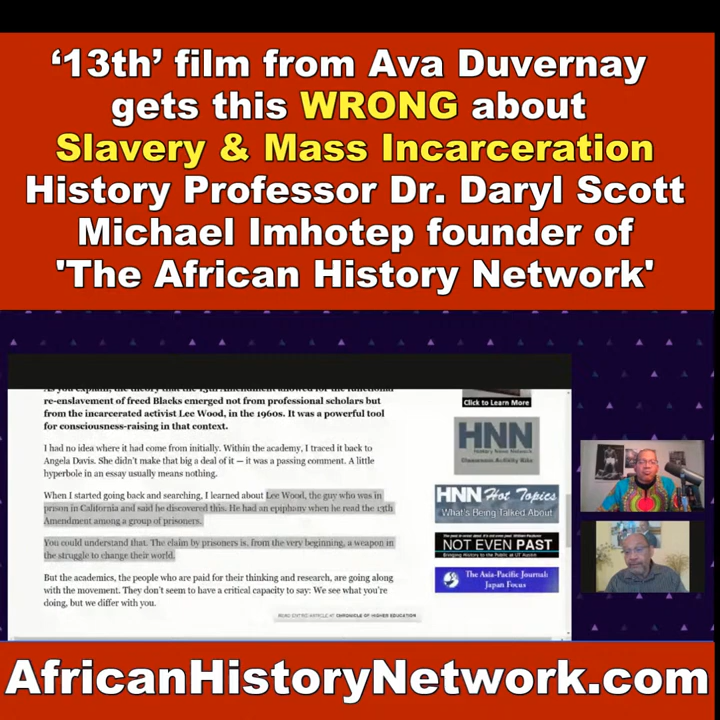 ‘13th’ film from Ava Duvernay
gets this WRONG about
Slavery & Mass Incarceration
History Professor Dr. Daryl Scott
Michael Imhotep founder of
'The African History Network'
As you explain, the theory that the 13th Amendment allowed for the functional
re-enslavement of freed Blacks emerged not from professional scholars but
from the incarcerated activist Lee Wood, in the 1960s. It was a powerful tool
for consciousness-raising in that context.
I had no idea where it had come from initially. Within the academy, I traced it back to
Angela Davis. She didn't make that big a deal of it — it was a passing comment. A little
hyperbole in an essay usually means nothing.
When I started going back and searching, I learned about Lee Wood, the guy who was in
prison in California and said he discovered this. He had an epiphany when he read the 13th
Amendment among a group of prisoners.
You could understand that. The claim by prisoners is, from the very beginning, a weapon in
the struggle to change their world.
But the academics, the people who are paid for their thinking and research, are going along
with the movement. They don't seem to have a critical capacity to say: We see what you're
doing, but we differ with you.
READ ENTIRE ARTICLE AT CHRONICLE OF HIGHER EDUCATION
Click to Learn More
HNN
History News Network
HNN Hot Topics
What's Being Talked About
NOT EVEN PAST
The Asia-Pacific Journal:
Japan Focus
AfricanHistoryNetwork.com